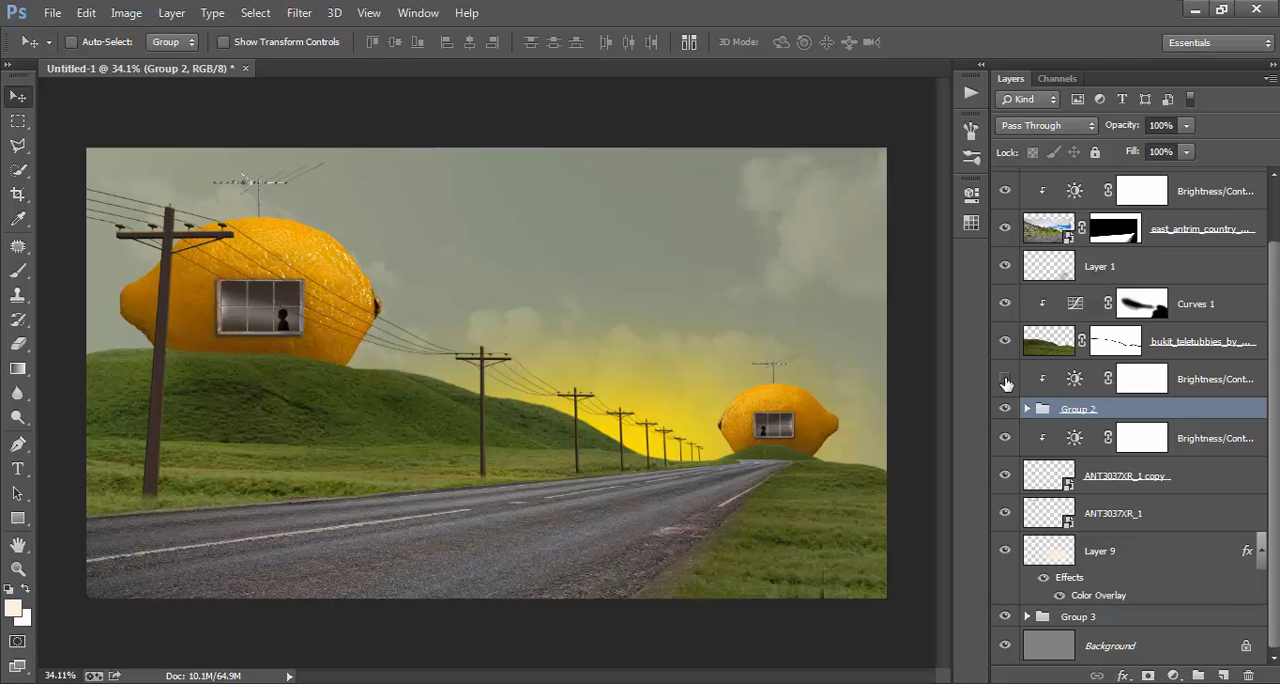 Ps File Edit Image Layer Type Select Filter 3D View Window Help
Auto-Select: Group Show Transform Controls 3D Mode: Essentials
Untitled-1 @ 34.1% (Group 2, RGB/8) * ×
Layers Channels
Kind
Pass Through Opacity: 100%
Lock: Fill: 100%
Brightness/Cont...
east_antrim_country_...
Layer 1
Curves 1
bukit_teletubbies_by_...
Brightness/Cont...
Group 2
Brightness/Cont...
ANT3037XR_1 copy
ANT3037XR_1
Layer 9 fx
Effects
Color Overlay
Group 3
Background
34.11% Doc: 10.1M/64.9M fx